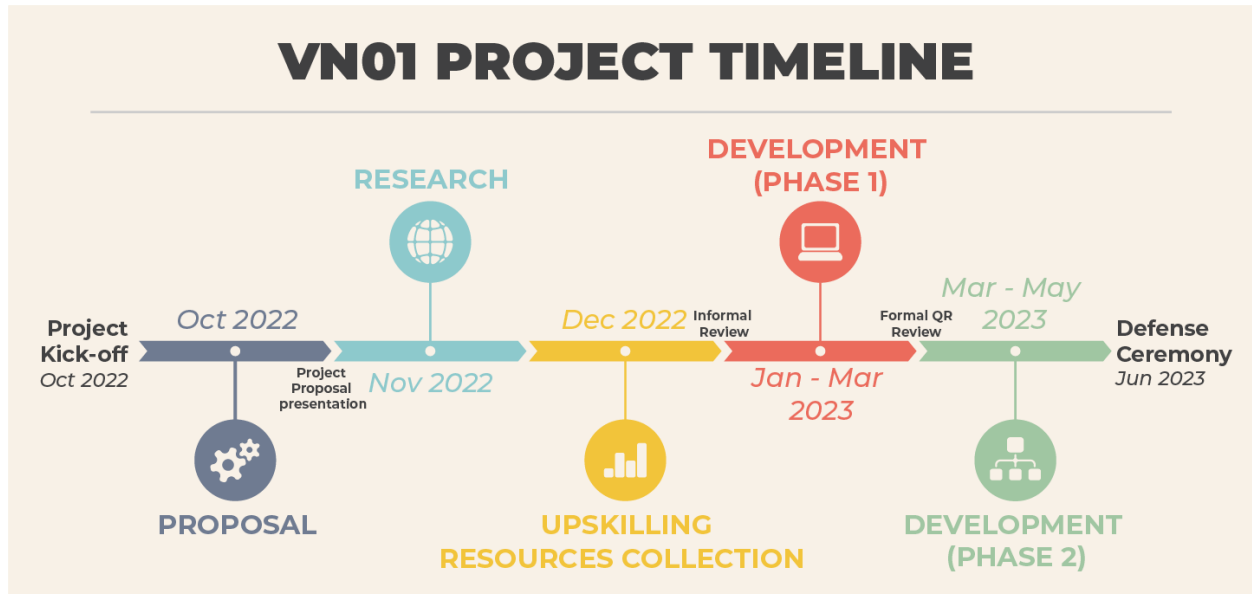 VN01 PROJECT TIMELINE
Project
Kick-off
Oct 2022
Oct 2022
PROPOSAL
Project
Proposal
presentation
RESEARCH
Nov 2022
Dec 2022
UPSKILLING
RESOURCES COLLECTION
Informal
Review
DEVELOPMENT
(PHASE 1)
Jan - Mar
2023
Formal QR
Review
Mar - May
2023
DEVELOPMENT
(PHASE 2)
Defense
Ceremony
Jun 2023